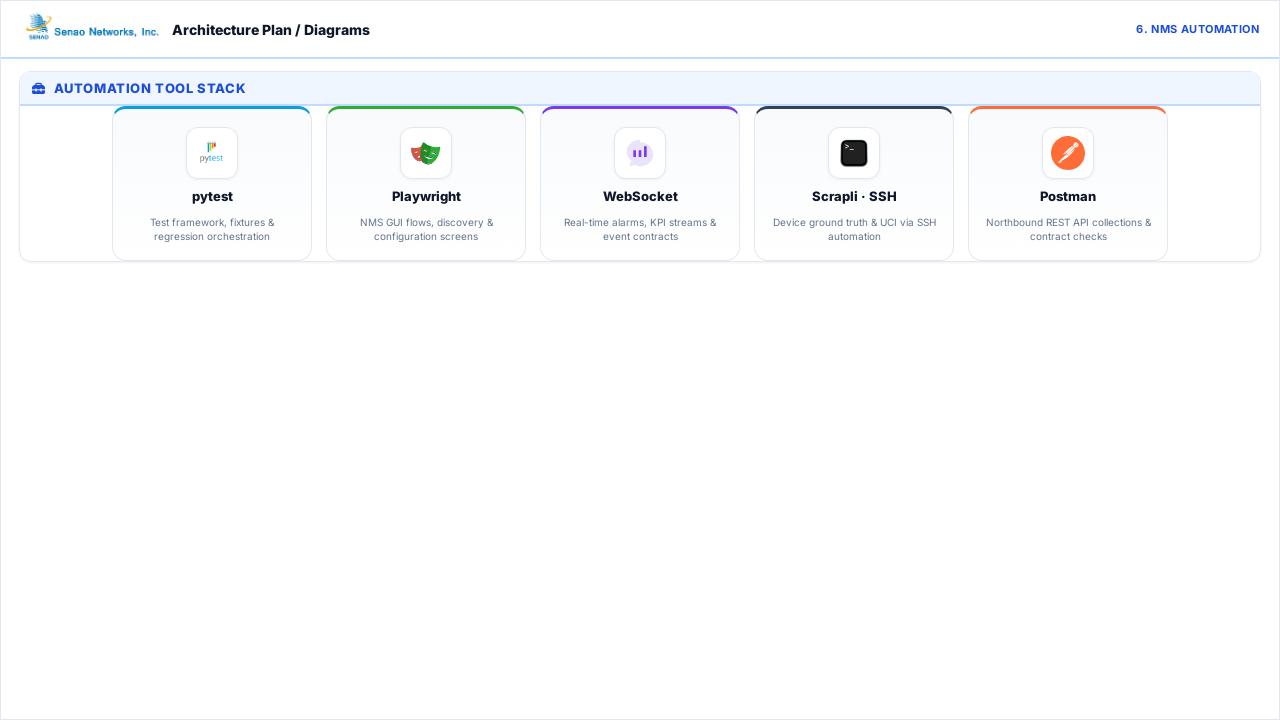 SENAO
Senao Networks, Inc.
Architecture Plan / Diagrams
6. NMS AUTOMATION
AUTOMATION TOOL STACK
pytest
pytest
Test framework, fixtures &
regression orchestration
Playwright
NMS GUI flows, discovery &
configuration screens
WebSocket
Real-time alarms, KPI streams &
event contracts
>_
Scrapli · SSH
Device ground truth & UCI via SSH
automation
Postman
Northbound REST API collections &
contract checks